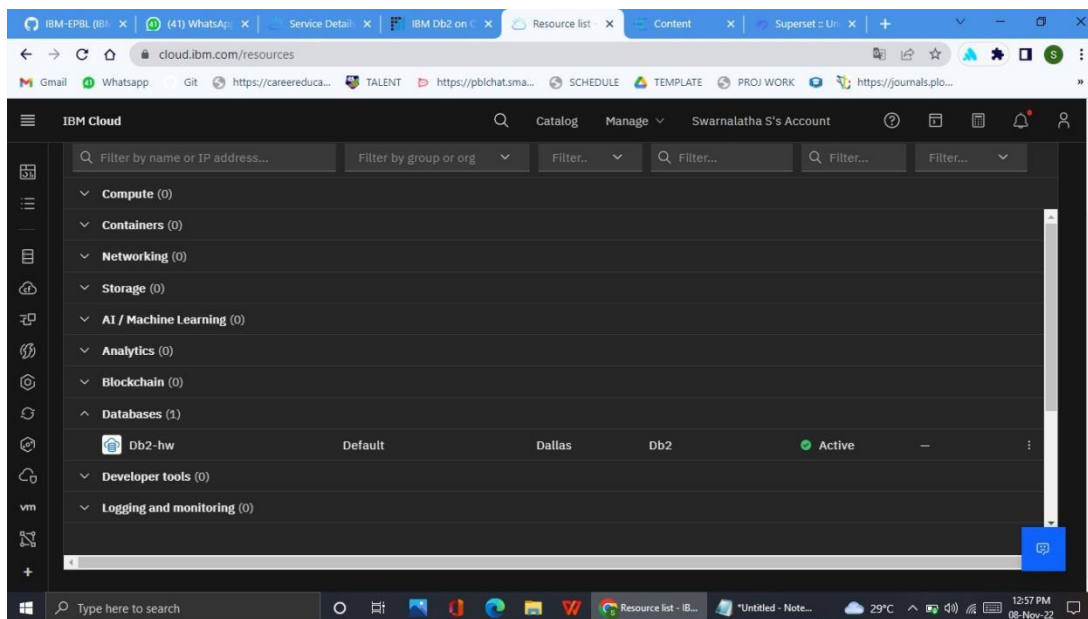 IBM-EPBL (IB (41) WhatsAp Service Detail IBM Db2 on C Resource list - Content Superset :: Un
cloud.ibm.com/resources S
Gmail Whatsapp Git https://careereduca... TALENT https://pblchat.sma... SCHEDULE TEMPLATE PROJ WORK https://journals.plo... »
IBM Cloud Catalog Manage Swarnalatha S's Account
Filter by name or IP address... Filter by group or org Filter.. Filter... Filter... Filter...
Compute (0)
Containers (0)
Networking (0)
Storage (0)
AI / Machine Learning (0)
Analytics (0)
Blockchain (0)
Databases (1)
Db2-hw Default Dallas Db2 Active –
Developer tools (0)
Logging and monitoring (0)
vm
Type here to search Resource list - IB... *Untitled - Note... 29°C 12:57 PM
08-Nov-22